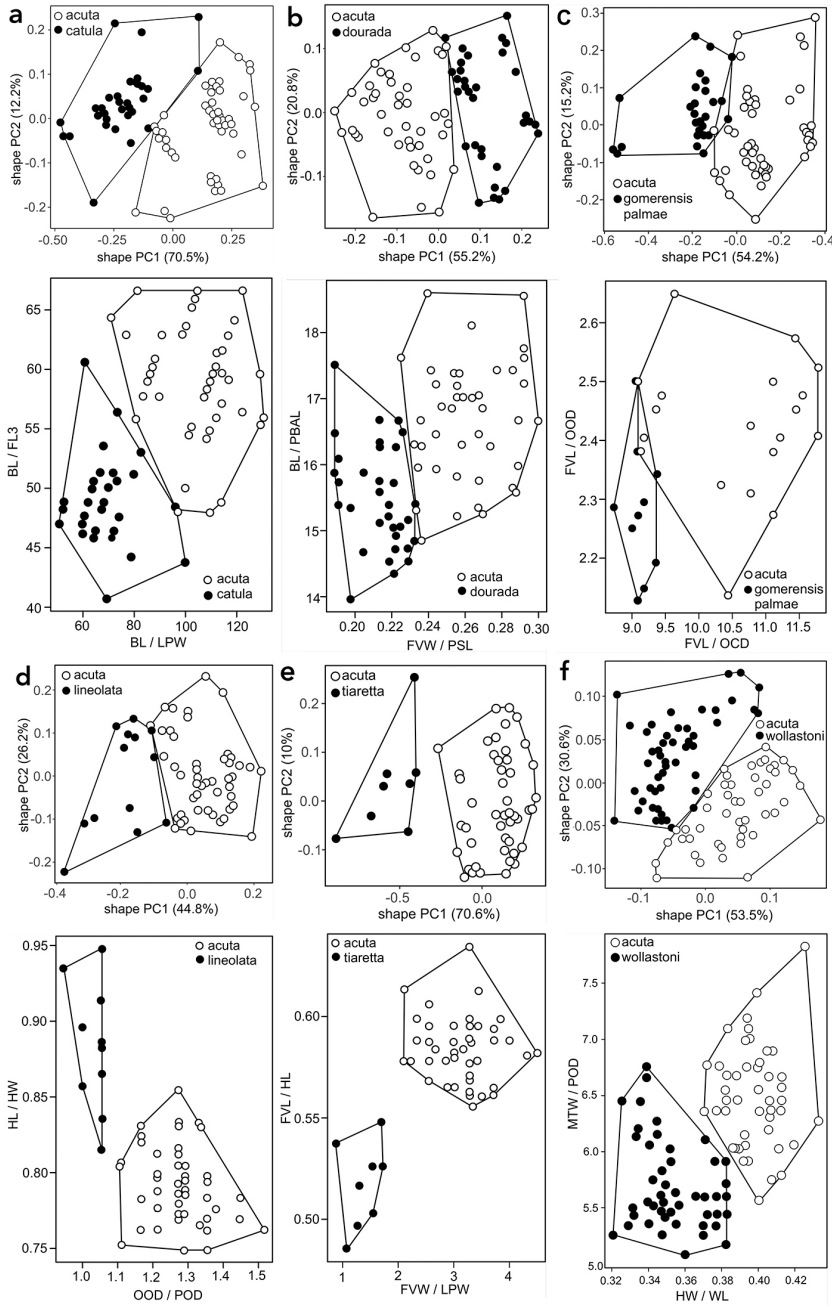 a
acuta
catula
shape PC2 (12.2%)
0.2
0.1
0.0
-0.1
-0.2
-0.50 -0.25 0.00 0.25
shape PC1 (70.5%)
b
acuta
dourada
shape PC2 (20.8%)
0.1
0.0
-0.1
-0.2 -0.1 0.0 0.1 0.2
shape PC1 (55.2%)
c
shape PC2 (15.2%)
0.3
0.2
0.1
0.0
-0.1
-0.2
acuta
gomerensis
palmae
-0.6 -0.4 -0.2 -0.0 -0.2 -0.4
shape PC1 (54.2%)
BL / FL3
65
60
55
50
45
40
acuta
catula
60 80 100 120
BL / LPW
BL / PBAL
18
17
16
15
14
acuta
dourada
0.20 0.22 0.24 0.26 0.28 0.30
FVW / PSL
FVL / OOD
2.6
2.5
2.4
2.3
2.2
acuta
gomerensis
palmae
9.0 9.5 10.0 10.5 11.0 11.5
FVL / OCD
d
acuta
lineolata
shape PC2 (26.2%)
0.2
0.1
0.0
-0.1
-0.2
-0.4 -0.2 0.0 0.2
shape PC1 (44.8%)
e
acuta
tiaretta
shape PC2 (10%)
0.2
0.1
0.0
-0.1
-0.5 0.0
shape PC1 (70.6%)
f
acuta
wollastoni
shape PC2 (30.6%)
0.10
0.05
0.00
-0.05
-0.10
-0.1 0.0 0.1
shape PC1 (53.5%)
acuta
lineolata
HL / HW
0.95
0.90
0.85
0.80
0.75
1.0 1.1 1.2 1.3 1.4 1.5
OOD / POD
acuta
tiaretta
FVL / HL
0.60
0.55
0.50
1 2 3 4
FVW / LPW
acuta
wollastoni
MTW / POD
7.5
7.0
6.5
6.0
5.5
5.0
0.32 0.34 0.36 0.38 0.40 0.42
HW / WL